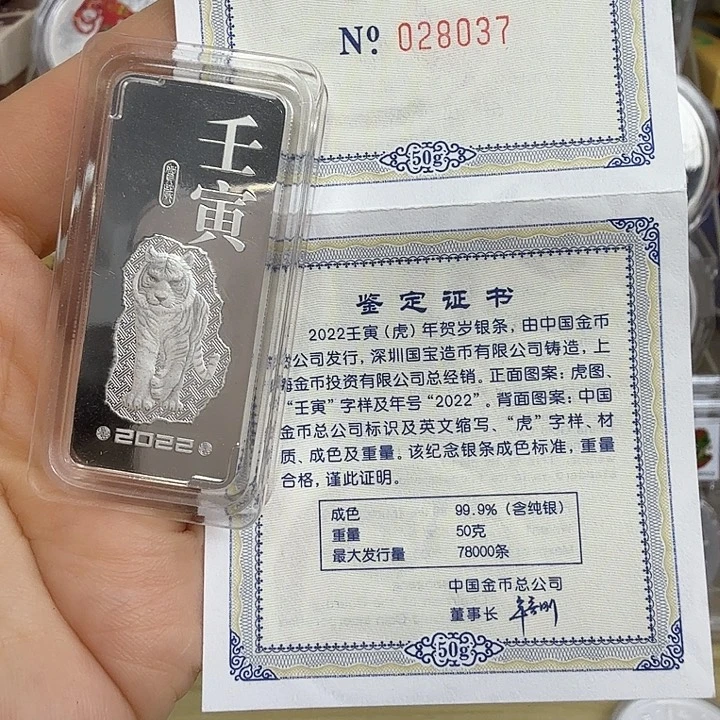 No 028037
50g
壬
寅
2022
鉴定证书
2022壬寅(虎)年贺岁银条，由中国金币
公司发行，深圳国宝造币有限公司铸造，上
海金币投资有限公司总经销。正面图案：虎图、
“壬寅”字样及年号“2022”。背面图案：中国
金币总公司标识及英文缩写、“虎”字样、材
质、成色及重量。该纪念银条成色标准，重量
合格，谨此证明。
成色 99.9%（含纯银）
重量 50克
最大发行量 78000条
中国金币总公司
董事长
50g